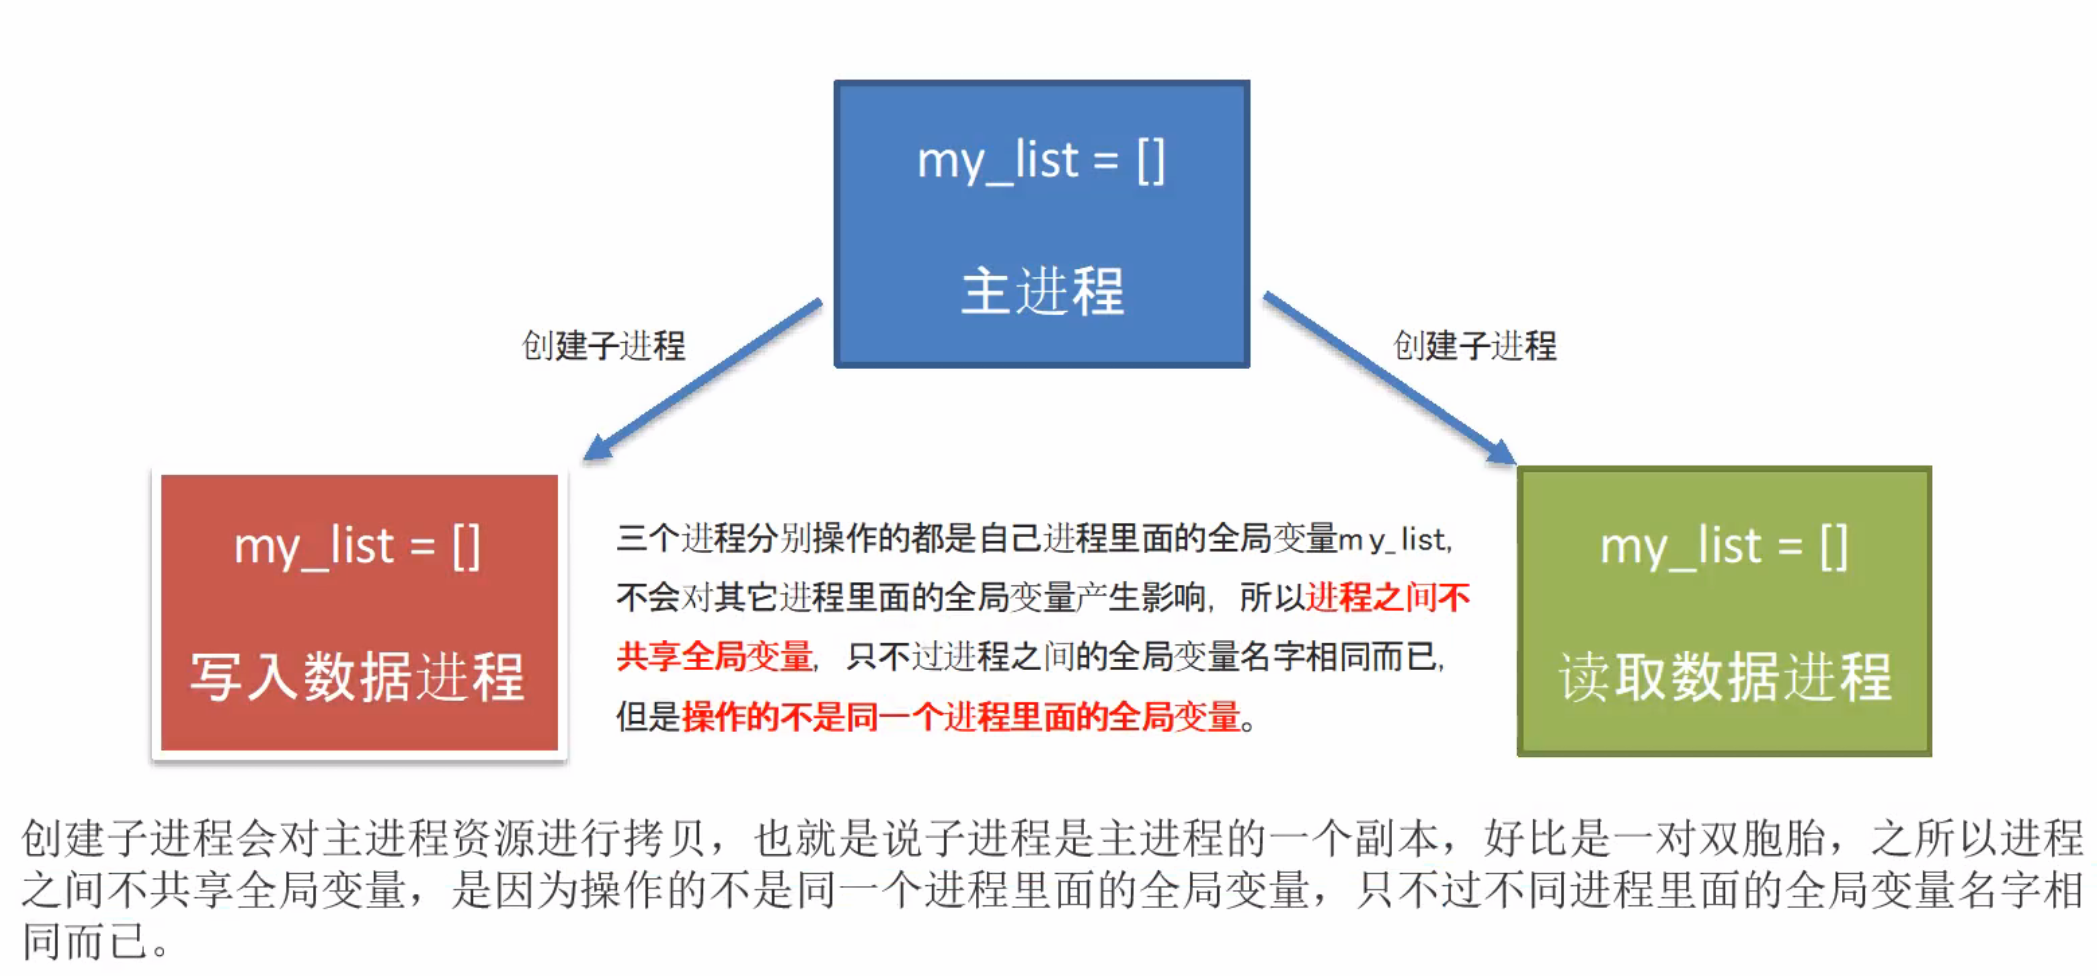 my_list = []
主进程
创建子进程
创建子进程
my_list = []
写入数据进程
三个进程分别操作的都是自己进程里面的全局变量my_list,
不会对其它进程里面的全局变量产生影响，所以进程之间不
共享全局变量，只不过进程之间的全局变量名字相同而已，
但是操作的不是同一个进程里面的全局变量。
my_list = []
读取数据进程
创建子进程会对主进程资源进行拷贝，也就是说子进程是主进程的一个副本，好比是一对双胞胎，之所以进程
之间不共享全局变量，是因为操作的不是同一个进程里面的全局变量，只不过不同进程里面的全局变量名字相
同而已。